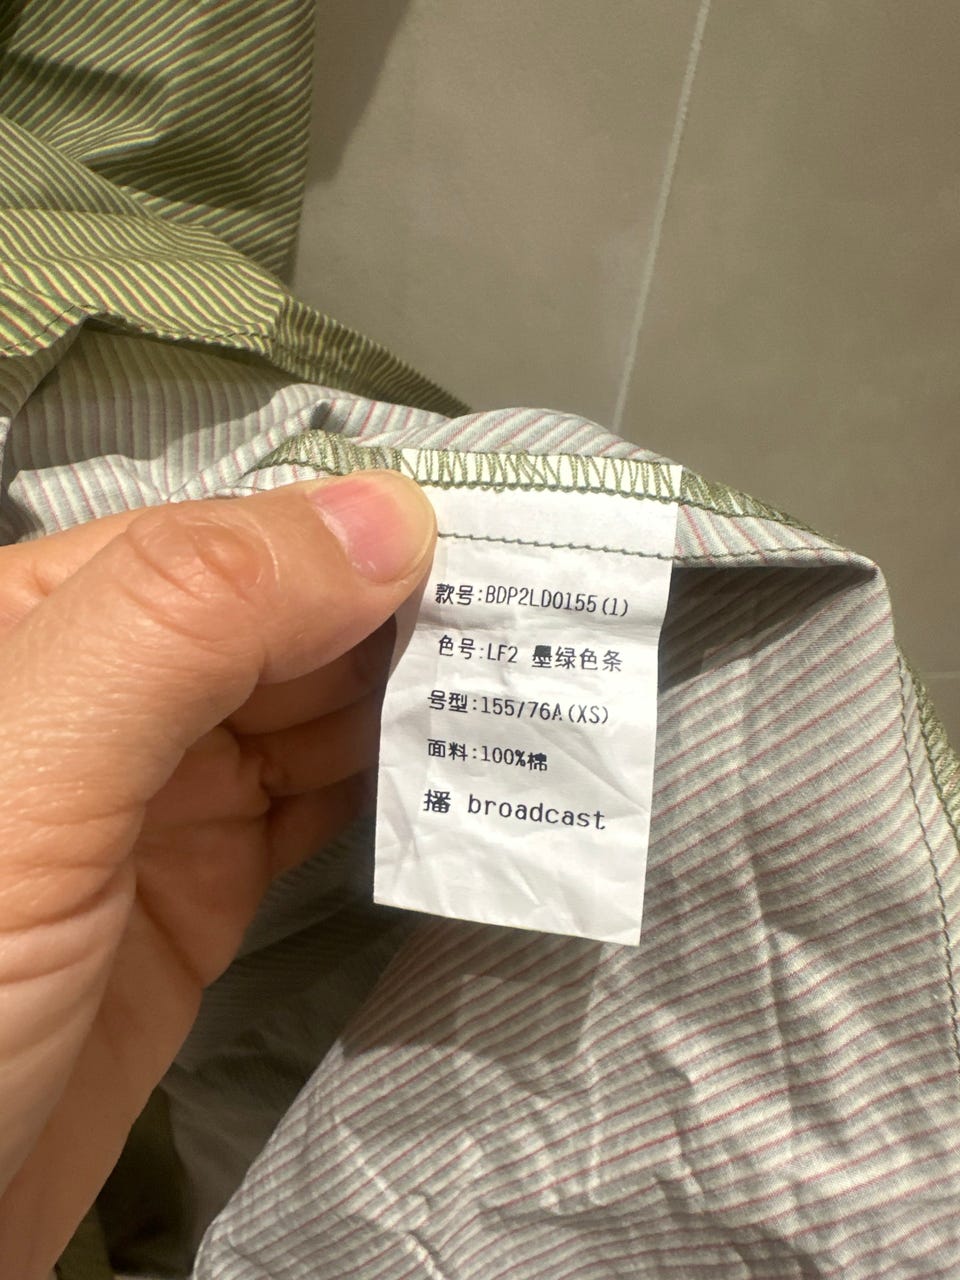 款号:BDP2LD0155(1)
色号:LF2 墨绿色条
号型:155/76A(XS)
面料:100%棉
播 broadcast